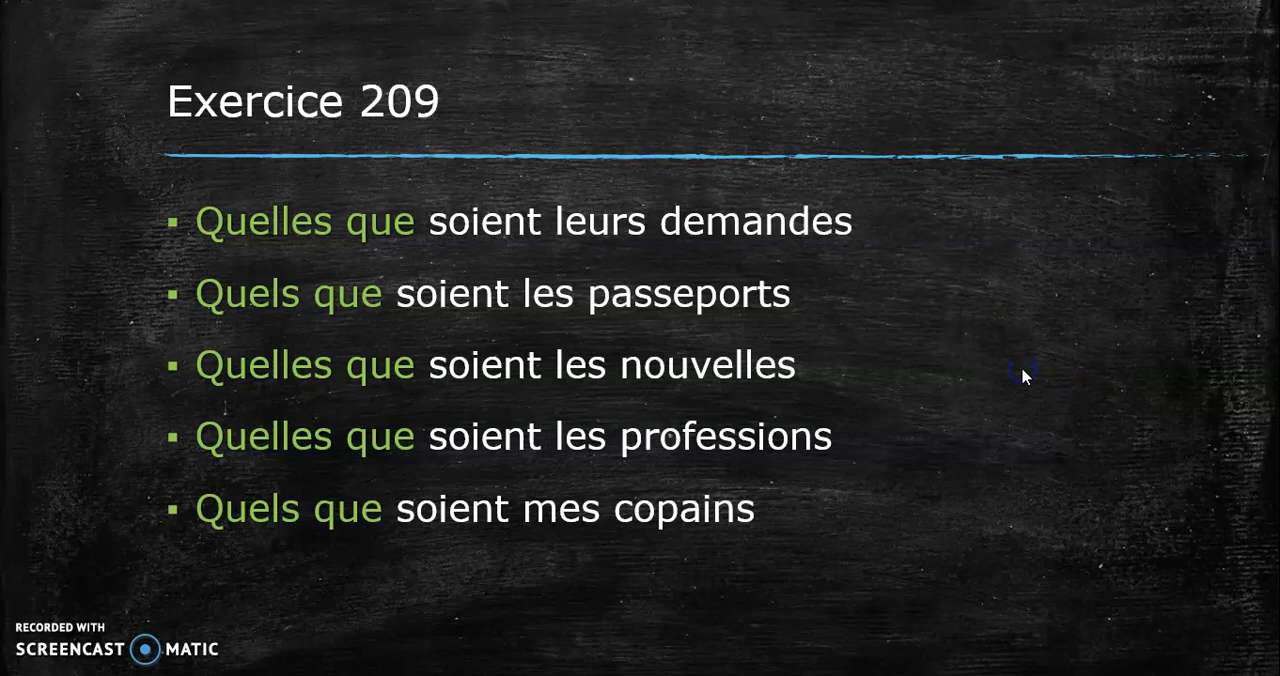 Exercice 209
Quelles que soient leurs demandes
Quels que soient les passeports
Quelles que soient les nouvelles
Quelles que soient les professions
Quels que soient mes copains
RECORDED WITH
SCREENCAST MATIC